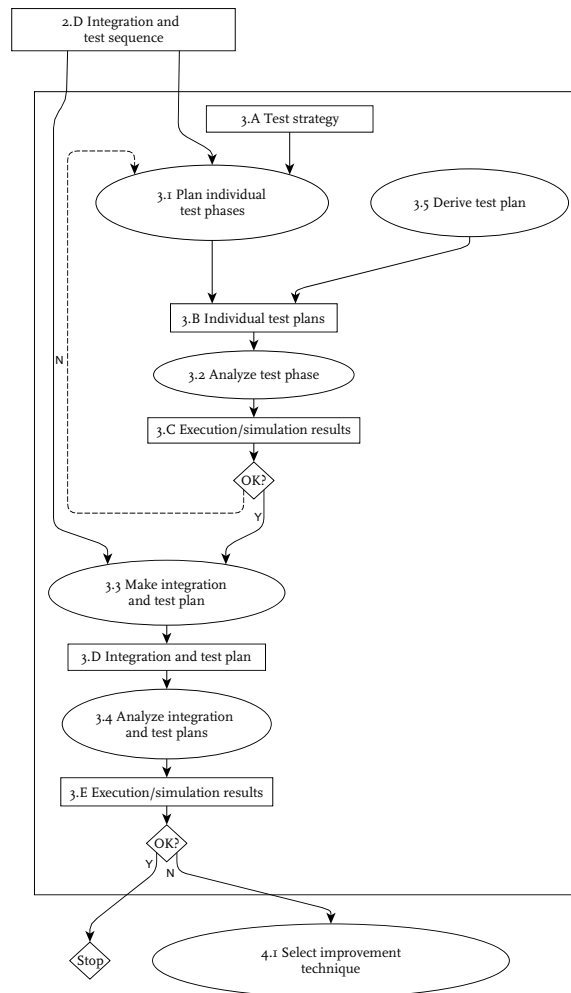 2.D Integration and
test sequence
3.A Test strategy
3.1 Plan individual
test phases
3.5 Derive test plan
3.B Individual test plans
N
3.2 Analyze test phase
3.C Execution/simulation results
OK?
Y
3.3 Make integration
and test plan
3.D Integration and test plan
3.4 Analyze integration
and test plans
3.E Execution/simulation results
OK?
Y
N
Stop
4.1 Select improvement
technique